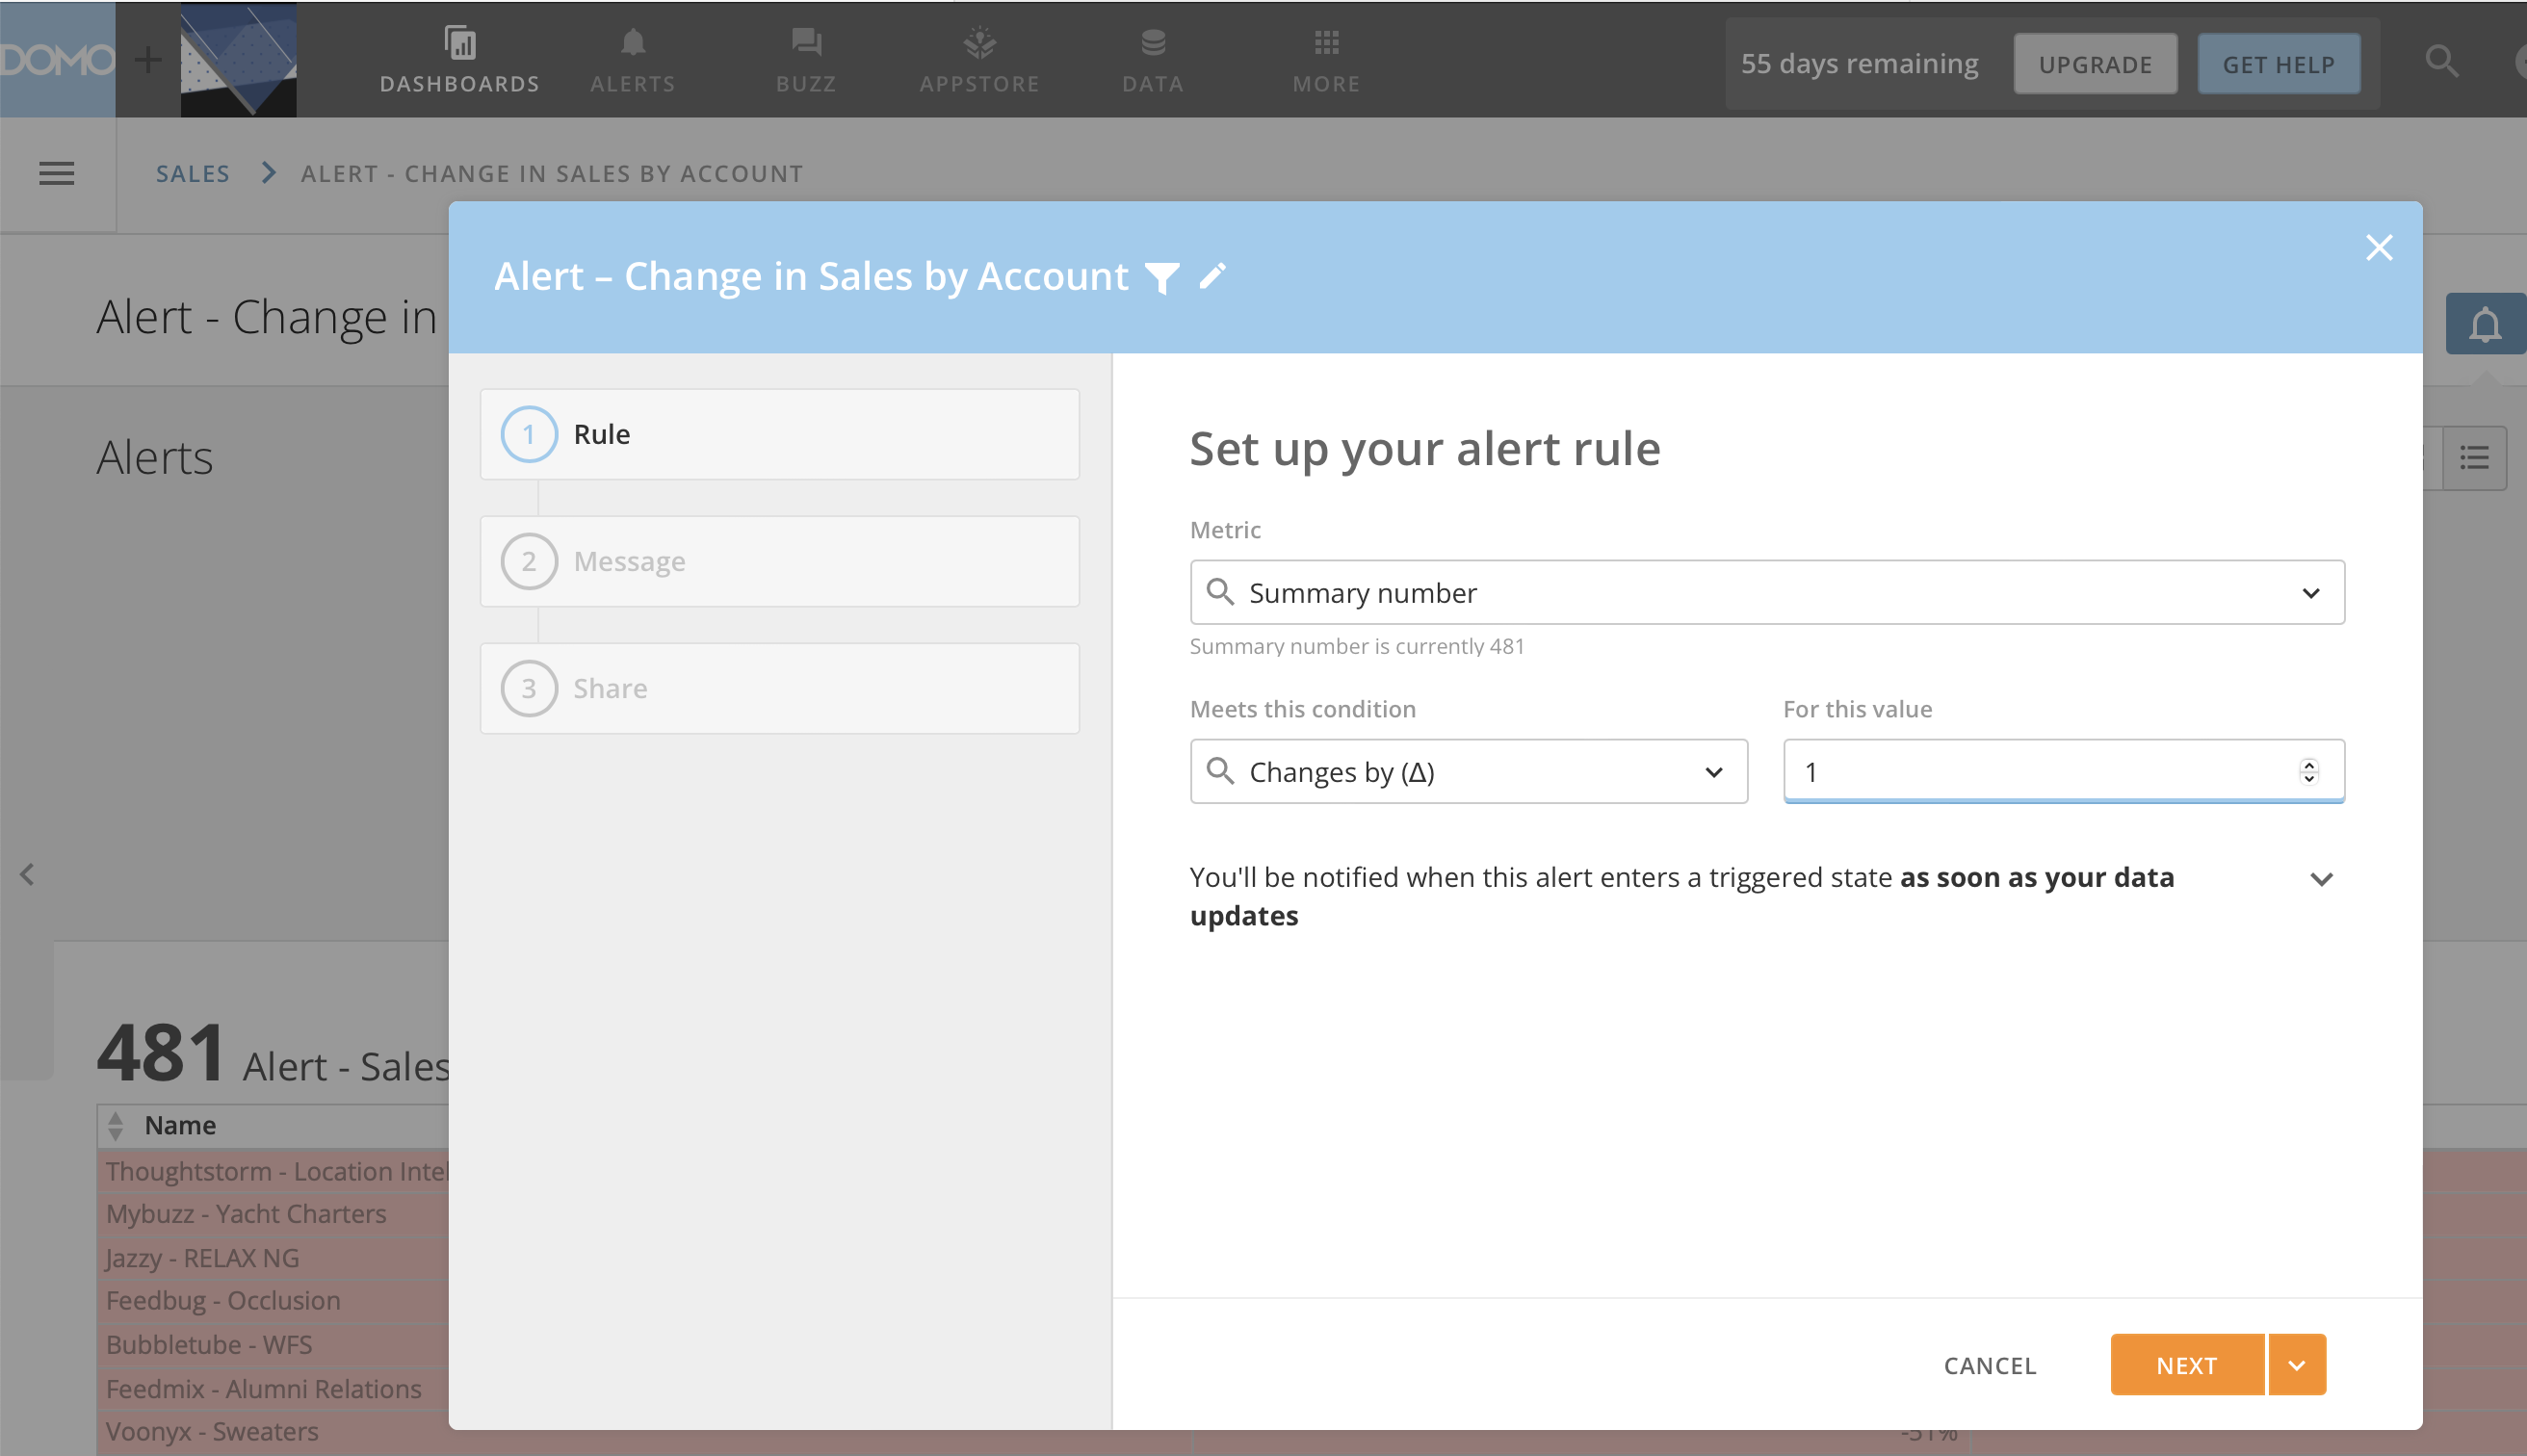 DOMO
DASHBOARDS
ALERTS
BUZZ
APPSTORE
DATA
MORE
55 days remaining
UPGRADE
GET HELP
SALES
ALERT - CHANGE IN SALES BY ACCOUNT
Alert - Change in
Alerts
Alert – Change in Sales by Account
1 Rule
2 Message
3 Share
Set up your alert rule
Metric
Summary number
Summary number is currently 481
Meets this condition
For this value
Changes by (Δ)
1
You'll be notified when this alert enters a triggered state as soon as your data
updates
481 Alert - Sales
Name
Thoughtstorm - Location Intel
Mybuzz - Yacht Charters
Jazzy - RELAX NG
Feedbug - Occlusion
Bubbletube - WFS
Feedmix - Alumni Relations
Voonyx - Sweaters
-51%
CANCEL
NEXT